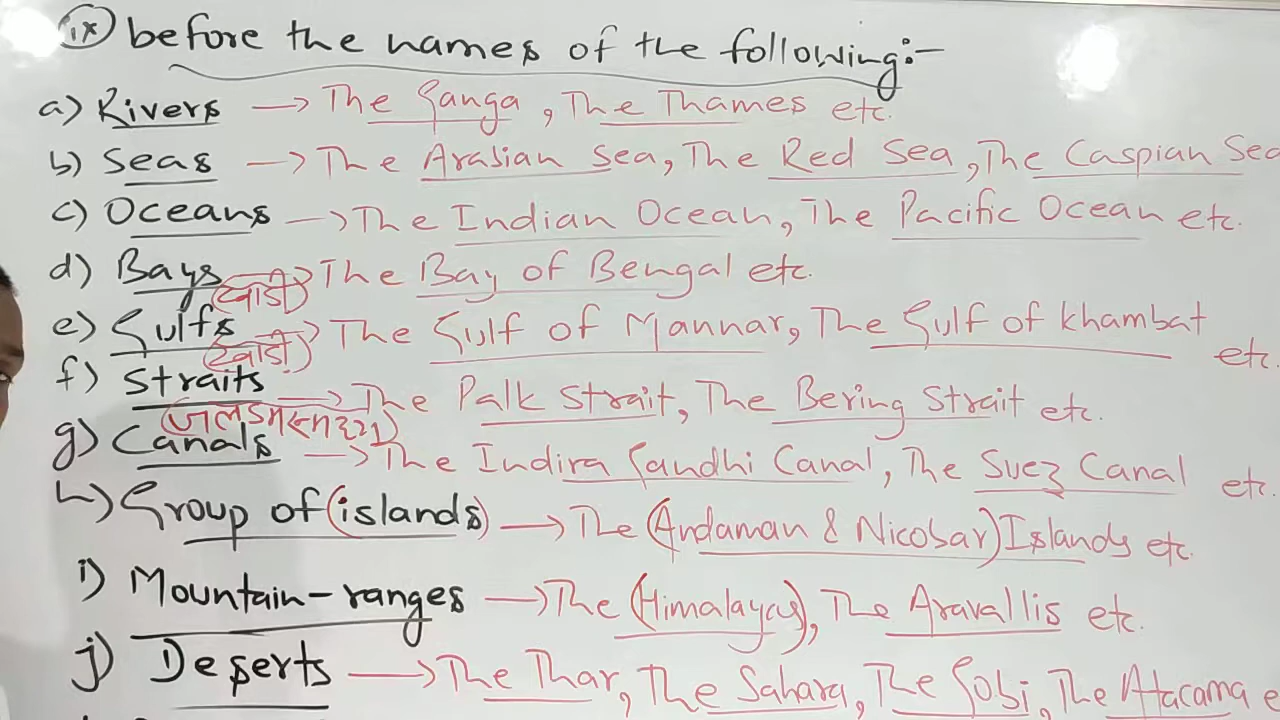 ix before the names of the following:-
a) Rivers → The Ganga, The Thames etc.
b) Seas → The Arabian Sea, The Red Sea, The Caspian Sea
c) Oceans → The Indian Ocean, The Pacific Ocean etc.
d) Bays → The Bay of Bengal etc.
(खाड़ी)
e) Gulfs → The Gulf of Mannar, The Gulf of Khambat etc.
(खाड़ी)
f) Straits → The Palk Strait, The Bering Strait etc.
g) Canals → The Indira Gandhi Canal, The Suez Canal etc.
h) Group of (islands) → The (Andaman & Nicobar) Islands etc.
i) Mountain-ranges → The (Himalayas), The Aravallis etc.
j) Deserts → The Thar, The Sahara, The Gobi, The Atacama e